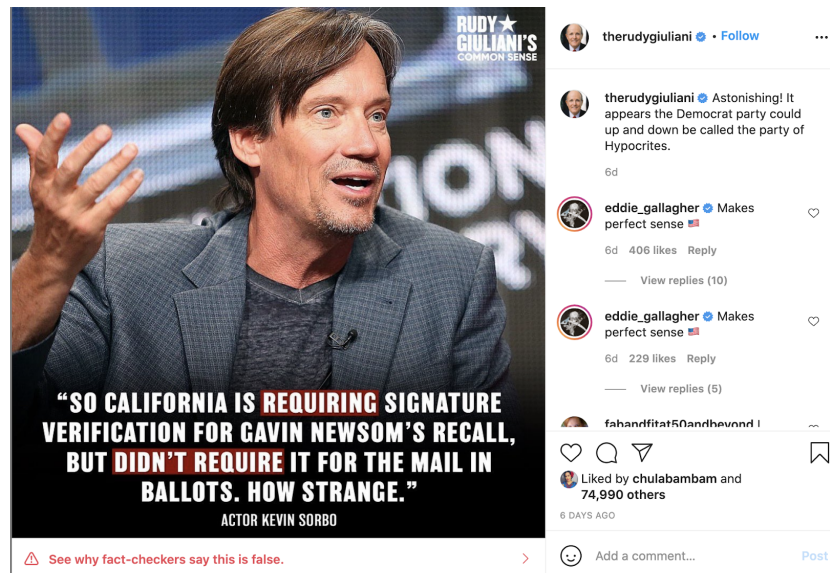 RUDY★
GIULIANI'S
COMMON SENSE
"SO CALIFORNIA IS REQUIRING SIGNATURE
VERIFICATION FOR GAVIN NEWSOM'S RECALL,
BUT DIDN'T REQUIRE IT FOR THE MAIL IN
BALLOTS. HOW STRANGE."
ACTOR KEVIN SORBO
See why fact-checkers say this is false.
therudygiuliani • Follow
therudygiuliani Astonishing! It
appears the Democrat party could
up and down be called the party of
Hypocrites.
6d
eddie_gallagher Makes
perfect sense 🇺🇸
6d 406 likes Reply
View replies (10)
eddie_gallagher Makes
perfect sense 🇺🇸
6d 229 likes Reply
View replies (5)
fabandfitat50andbeyond I
Liked by chulabambam and
74,990 others
6 DAYS AGO
Add a comment...
Post